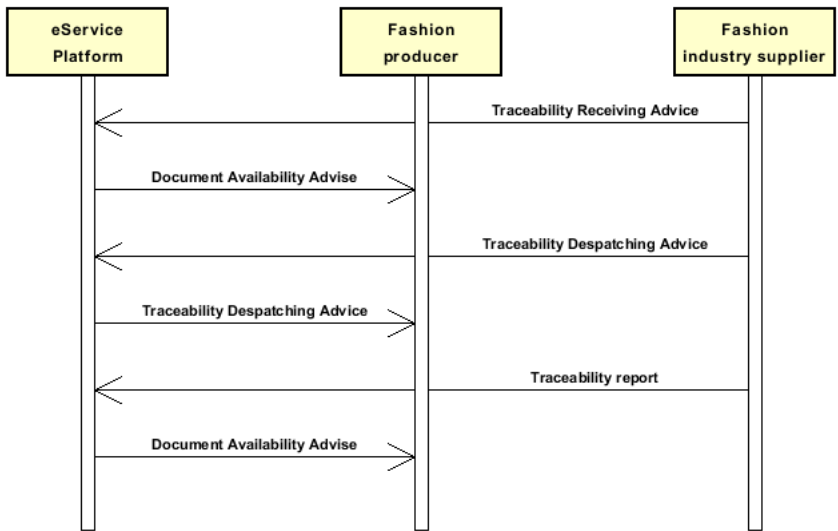 eService
Platform
Fashion
producer
Fashion
industry supplier
Traceability Receiving Advice
Document Availability Advise
Traceability Despatching Advice
Traceability Despatching Advice
Traceability report
Document Availability Advise